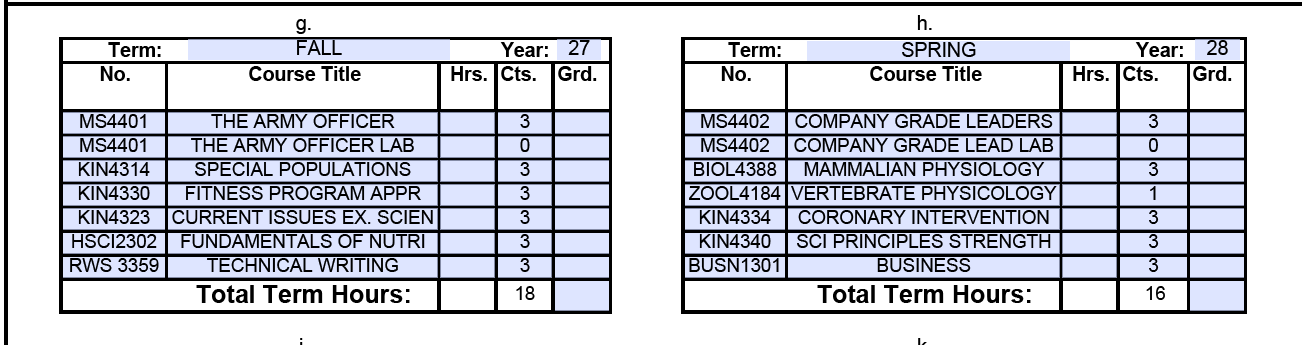 g.
Term: FALL Year: 27
No. Course Title Hrs. Cts. Grd.
MS4401 THE ARMY OFFICER 3
MS4401 THE ARMY OFFICER LAB 0
KIN4314 SPECIAL POPULATIONS 3
KIN4330 FITNESS PROGRAM APPR 3
KIN4323 CURRENT ISSUES EX. SCIEN 3
HSCI2302 FUNDAMENTALS OF NUTRI 3
RWS 3359 TECHNICAL WRITING 3
Total Term Hours: 18
h.
Term: SPRING Year: 28
No. Course Title Hrs. Cts. Grd.
MS4402 COMPANY GRADE LEADERS 3
MS4402 COMPANY GRADE LEAD LAB 0
BIOL4388 MAMMALIAN PHYSIOLOGY 3
ZOOL4184 VERTEBRATE PHYSICOLOGY 1
KIN4334 CORONARY INTERVENTION 3
KIN4340 SCI PRINCIPLES STRENGTH 3
BUSN1301 BUSINESS 3
Total Term Hours: 16